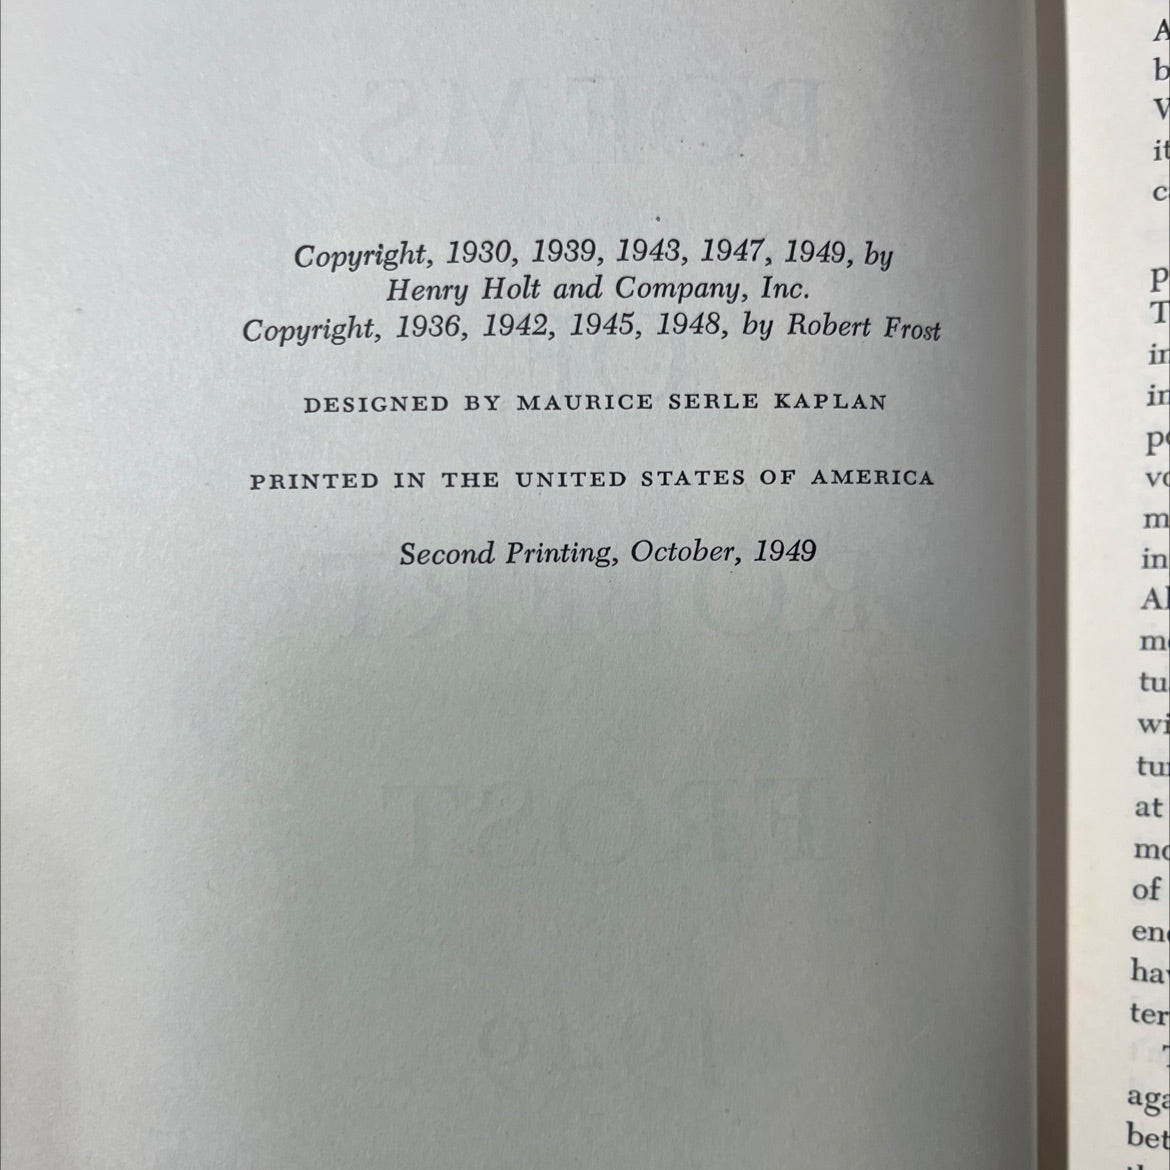 Copyright, 1930, 1939, 1943, 1947, 1949, by
Henry Holt and Company, Inc.
Copyright, 1936, 1942, 1945, 1948, by Robert Frost
DESIGNED BY MAURICE SERLE KAPLAN
PRINTED IN THE UNITED STATES OF AMERICA
Second Printing, October, 1949